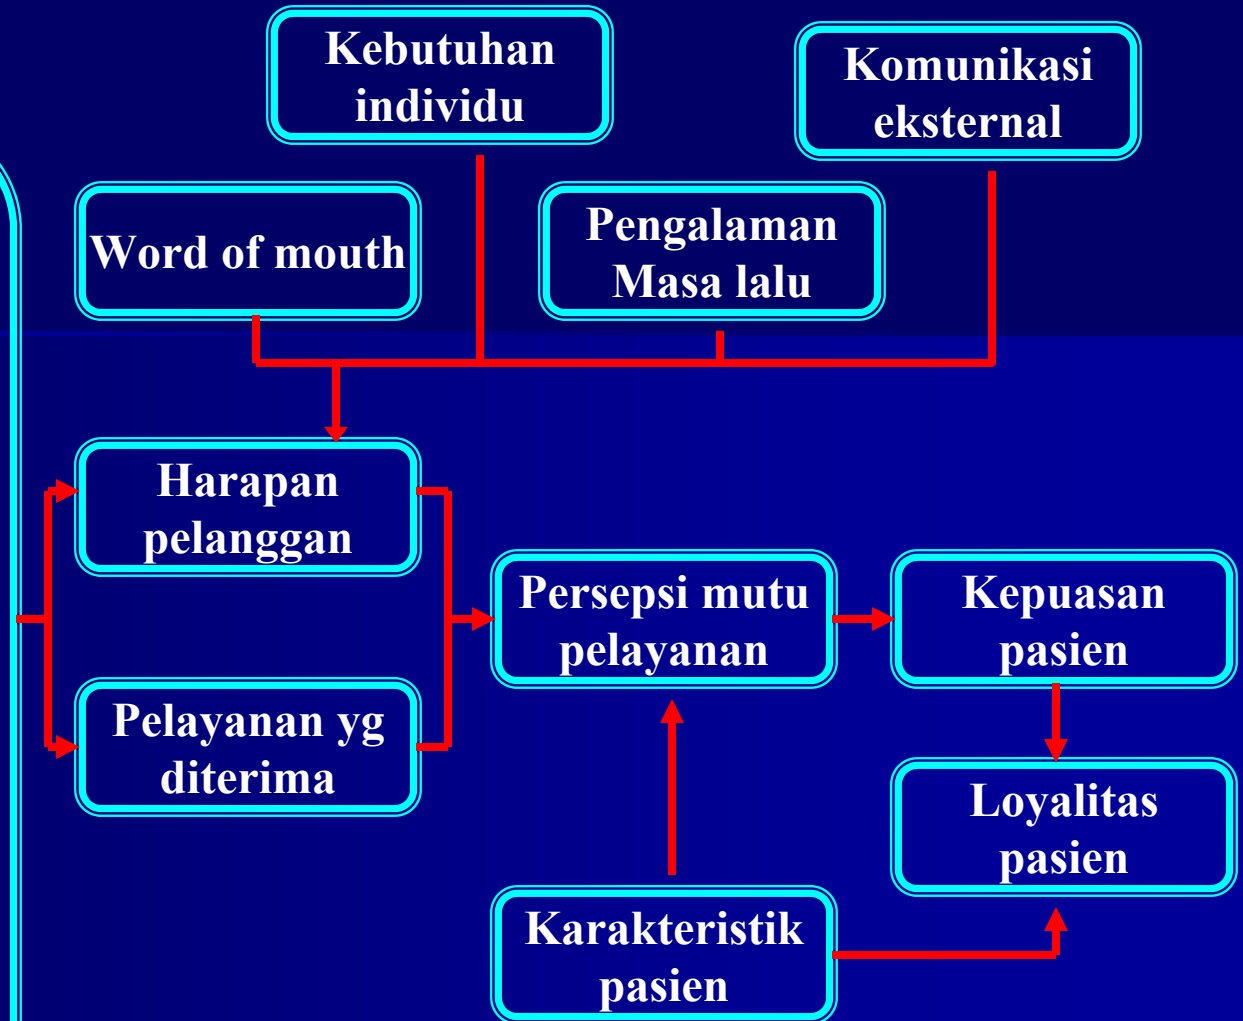 Kebutuhan
individu
Komunikasi
eksternal
Word of mouth
Pengalaman
Masa lalu
Harapan
pelanggan
Persepsi mutu
pelayanan
Kepuasan
pasien
Pelayanan yg
diterima
Loyalitas
pasien
Karakteristik
pasien